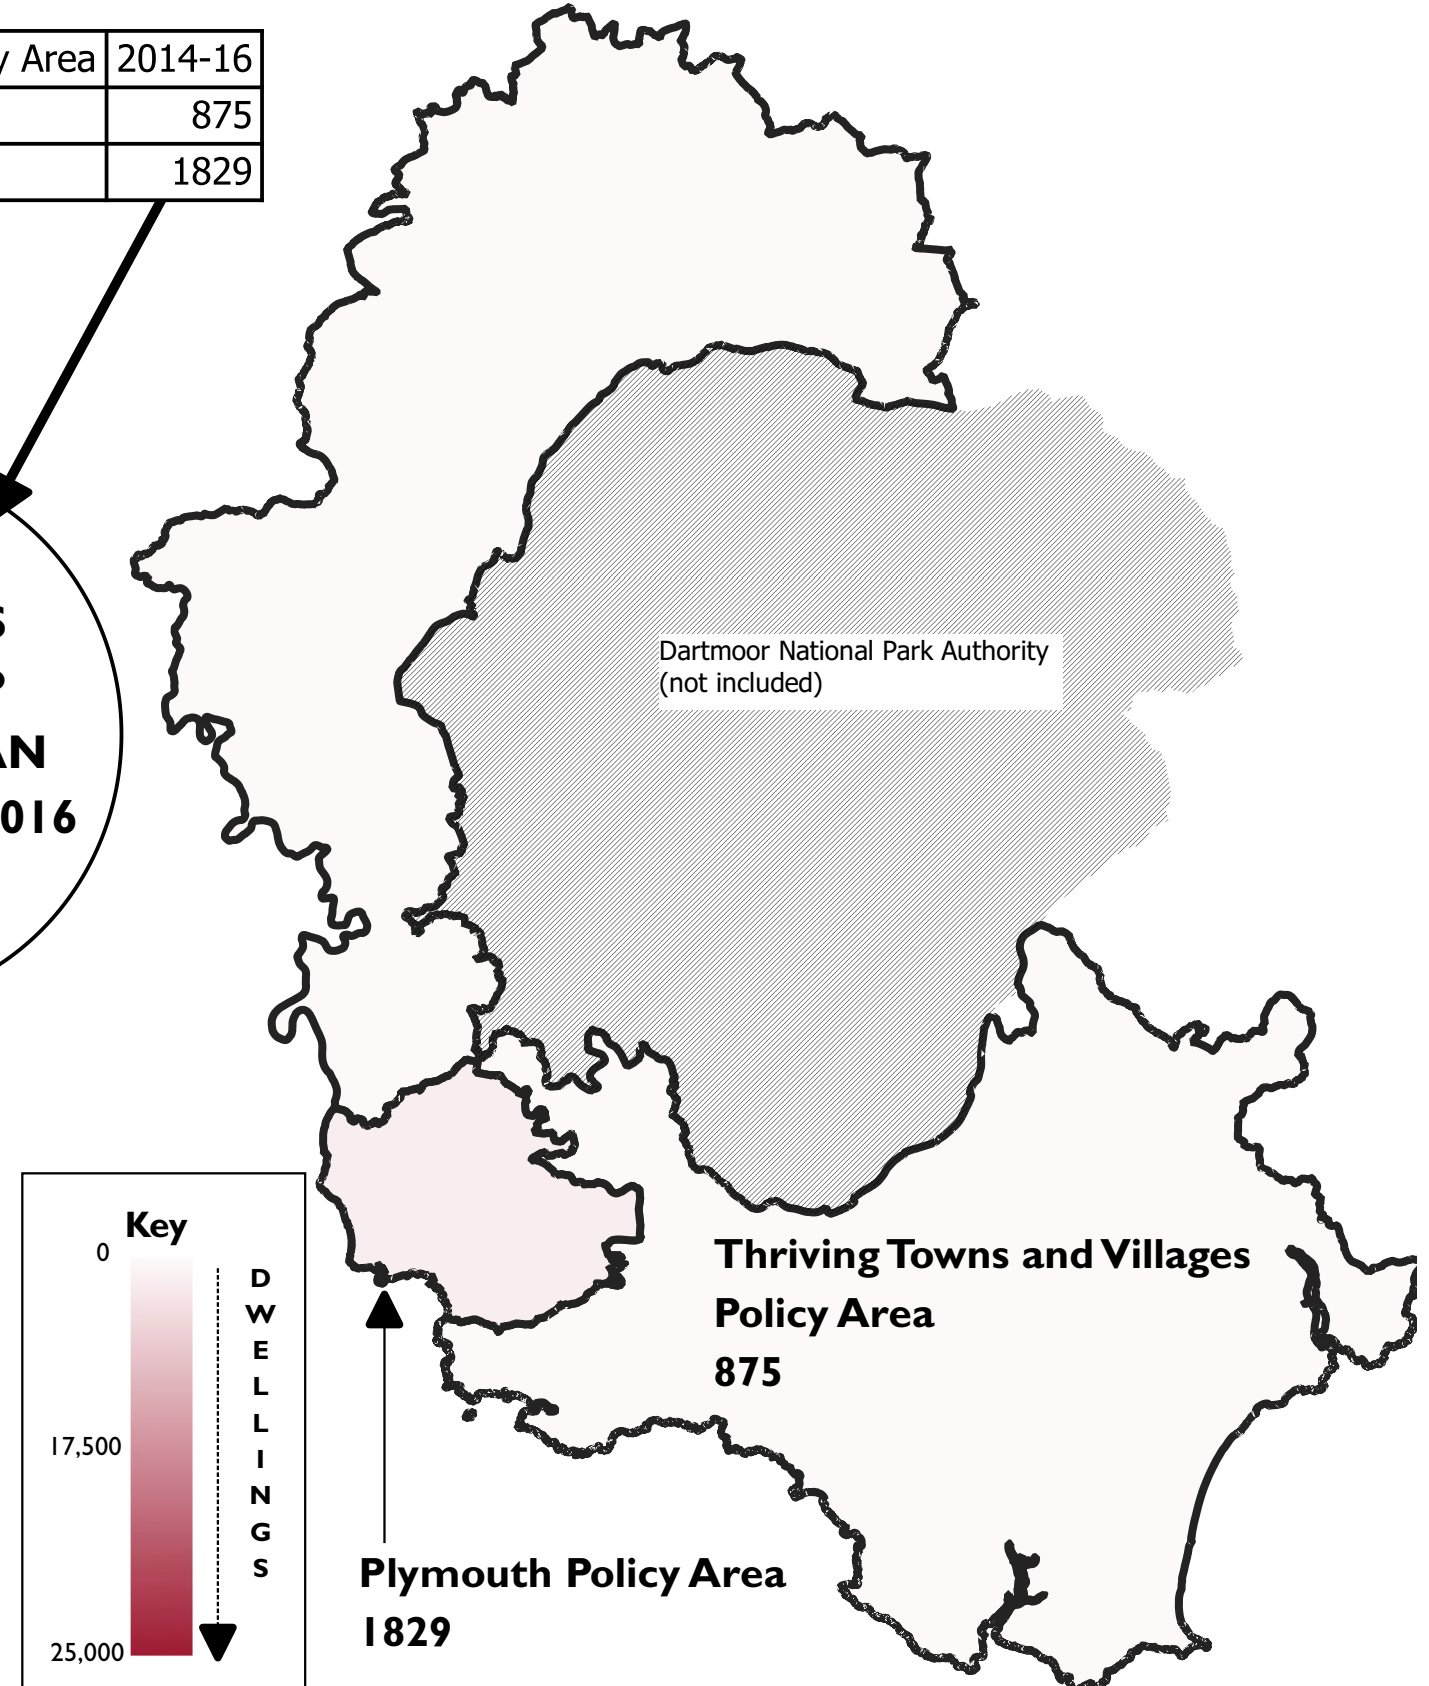 y Area 2014-16
875
1829
S
AN
016
Dartmoor National Park Authority
(not included)
Thriving Towns and Villages
Policy Area
875
Key
0
17,500
25,000
D
W
E
L
L
I
N
G
S
Plymouth Policy Area
1829